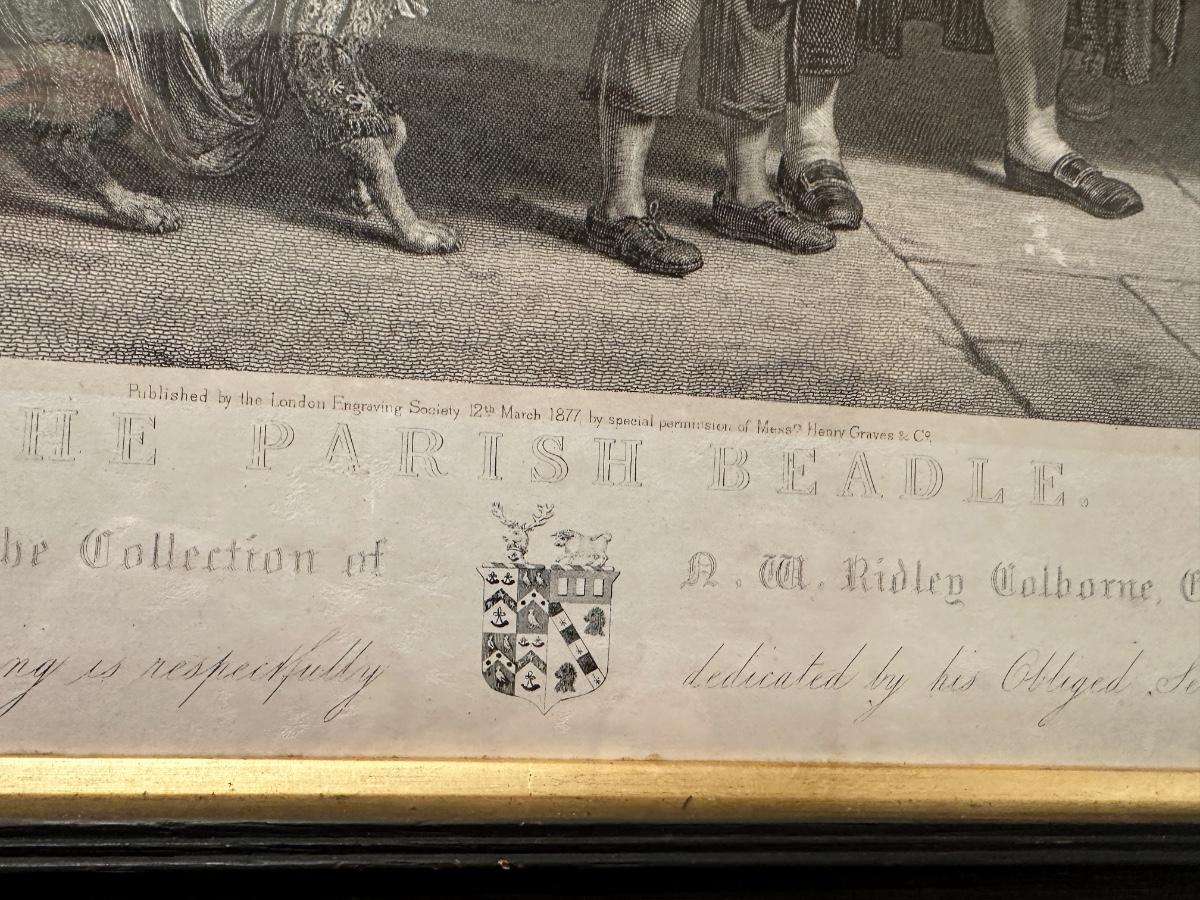 Published by the London Engraving Society 12th March 1877, by special permission of Messrs Henry Graves & Co.
HE PARISH BEADLE.
he Collection of N. W. Ridley Colborne, E
ng is respectfully dedicated by his Obliged Se